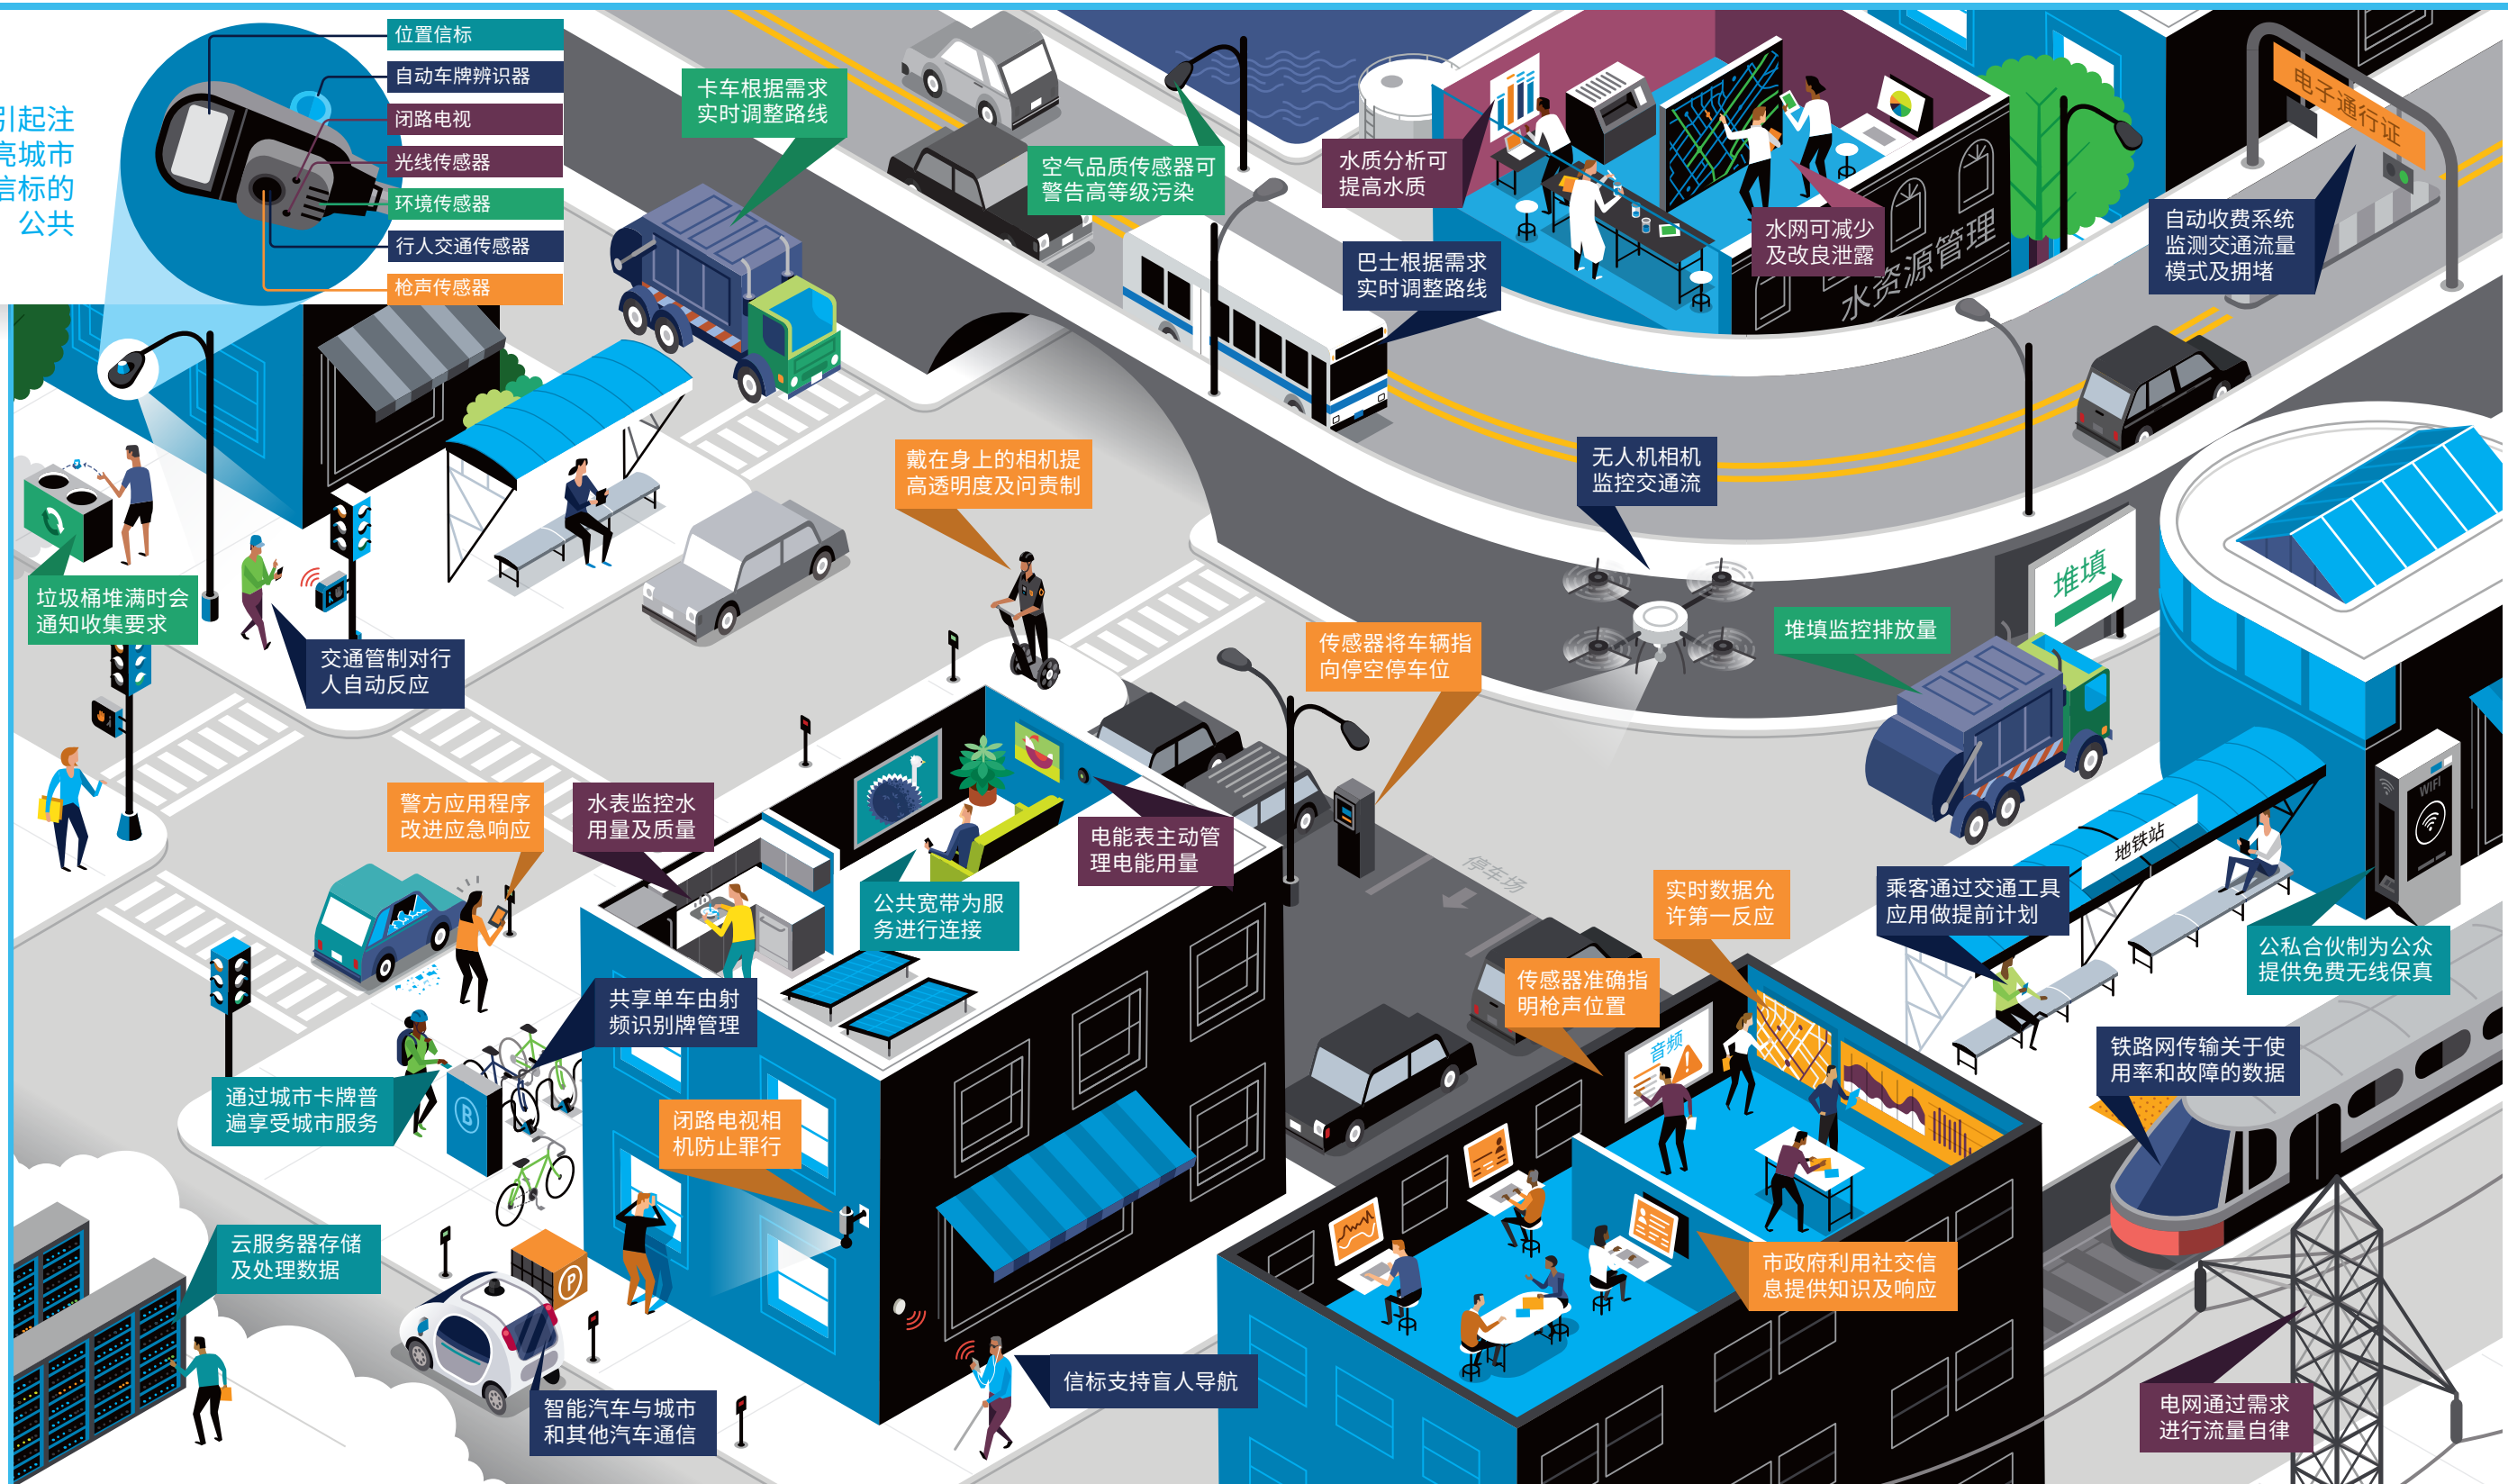 引起注
亮城市
信标的
公共
位置信标
自动车牌辨识器
闭路电视
光线传感器
环境传感器
行人交通传感器
枪声传感器
卡车根据需求
实时调整路线
空气品质传感器可
警告高等级污染
水质分析可
提高水质
水网可减少
及改良泄露
水资源管理
电子通行证
自动收费系统
监测交通流量
模式及拥堵
巴士根据需求
实时调整路线
戴在身上的相机提
高透明度及问责制
无人机相机
监控交通流
堆填
垃圾桶堆满时会
通知收集要求
交通管制对行
人自动反应
传感器将车辆指
向停空停车位
堆填监控排放量
警方应用程序
改进应急响应
水表监控水
用量及质量
电能表主动管
理电能用量
WIFI
地铁站
停车场
公共宽带为服
务进行连接
实时数据允
许第一反应
乘客通过交通工具
应用做提前计划
公私合伙制为公众
提供免费无线保真
共享单车由射
频识别牌管理
传感器准确指
明枪声位置
音频
铁路网传输关于使
用率和故障的数据
通过城市卡牌普
遍享受城市服务
B
闭路电视相
机防止罪行
云服务器存储
及处理数据
P
市政府利用社交信
息提供知识及响应
信标支持盲人导航
智能汽车与城市
和其他汽车通信
电网通过需求
进行流量自律